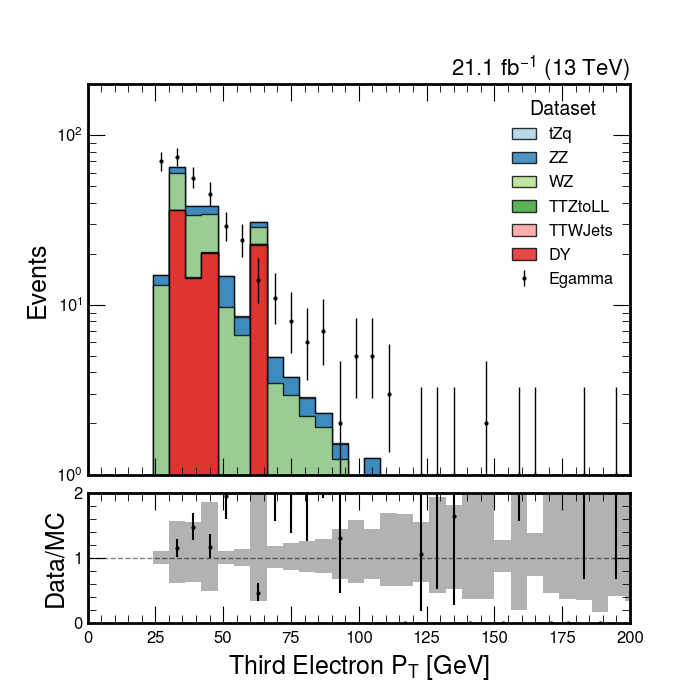 21.1 fb⁻¹ (13 TeV)
Dataset
tZq
ZZ
WZ
TTZtoLL
TTWJets
DY
Egamma
Events
10²
10¹
10⁰
Data/MC
2
1
0
0 25 50 75 100 125 150 175 200
Third Electron P_T [GeV]